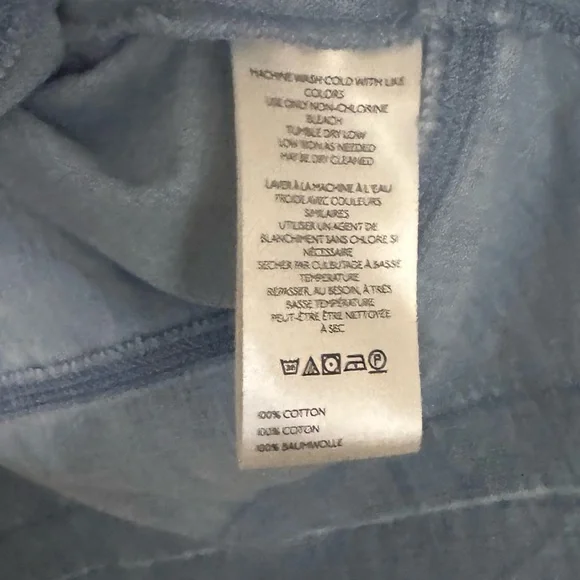 MACHINE WASH COLD WITH LIKE
COLORS
USE ONLY NON-CHLORINE
BLEACH
TUMBLE DRY LOW
LOW IRON AS NEEDED
MAY BE DRY CLEANED
LAVER À LA MACHINE À L'EAU
FROIDE AVEC COULEURS
SIMILAIRES
UTILISER UN AGENT DE
BLANCHIMENT SANS CHLORE SI
NÉCESSAIRE
SÉCHER PAR CULBUTAGE À BASSE
TEMPÉRATURE
REPASSER, AU BESOIN, À TRÈS
BASSE TEMPÉRATURE
PEUT-ÊTRE ÊTRE NETTOYÉE
À SEC
30 P
100% COTTON
100% COTON
100% BAUMWOLLE